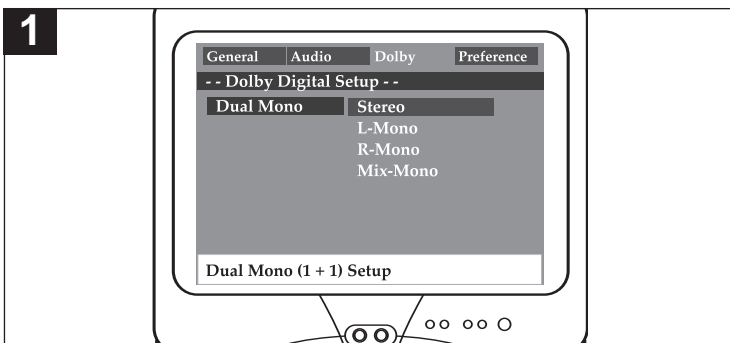 1
General Audio Dolby Preference
- - Dolby Digital Setup - -
Dual Mono Stereo
L-Mono
R-Mono
Mix-Mono
Dual Mono (1 + 1) Setup